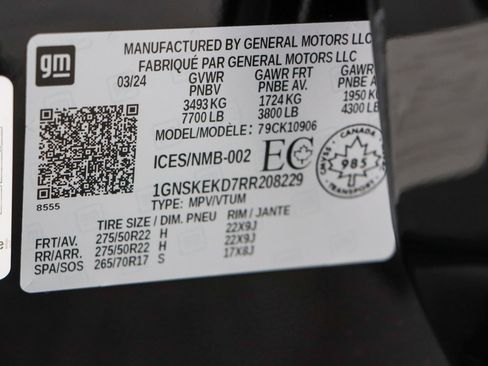 gm
MANUFACTURED BY GENERAL MOTORS LLC
FABRIQUÉ PAR GENERAL MOTORS LLC
03/24 GVWR GAWR FRT GAWR
PNBV PNBE AV. PNBE A
3493 KG 1724 KG 1950 KG
7700 LB 3800 LB 4300 LB
MODEL/MODÈLE: 79CK10906
ICES/NMB-002 EC
CANADA
985
TRANSPORT
1GNSKEKD7RR208229
TYPE: MPV/VTUM
8555
TIRE SIZE / DIM. PNEU RIM / JANTE
FRT/AV. 275/50R22 H 22X9J
RR/ARR. 275/50R22 H 22X9J
SPA/SOS 265/70R17 S 17X8J